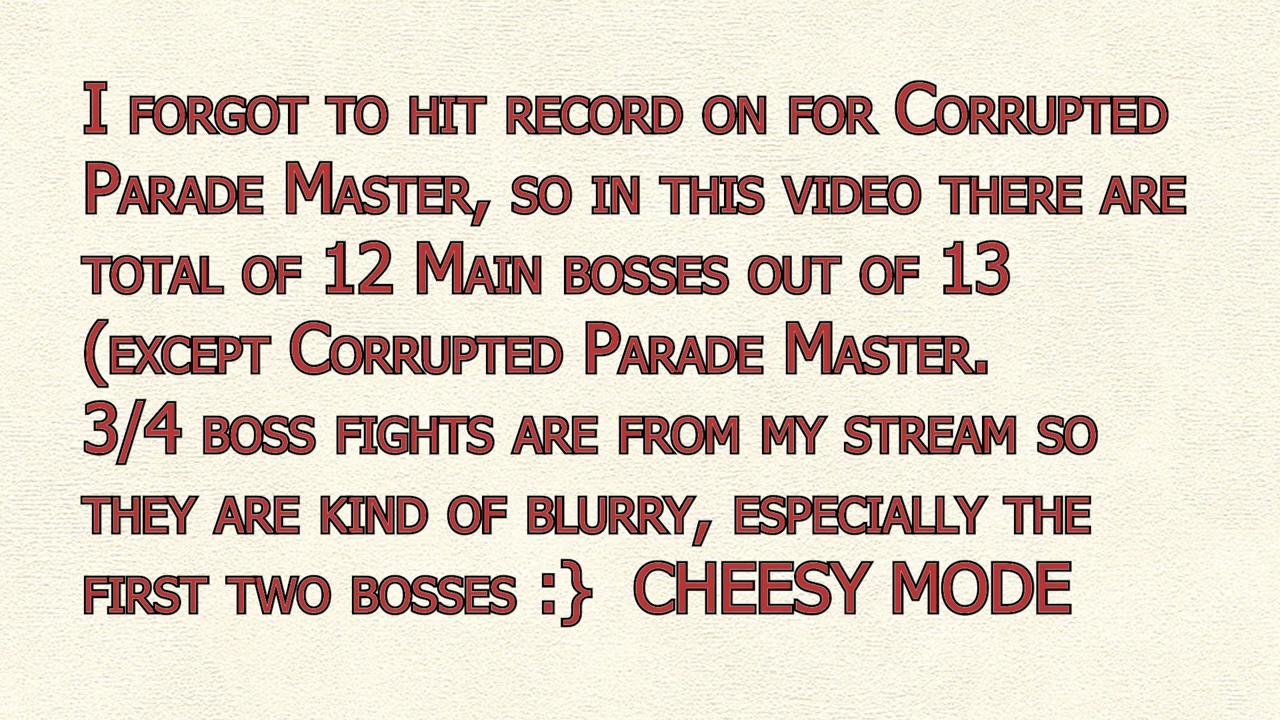 I forgot to hit record on for Corrupted
Parade Master, so in this video there are
total of 12 Main bosses out of 13
(except Corrupted Parade Master.
3/4 boss fights are from my stream so
they are kind of blurry, especially the
first two bosses :} CHEESY MODE